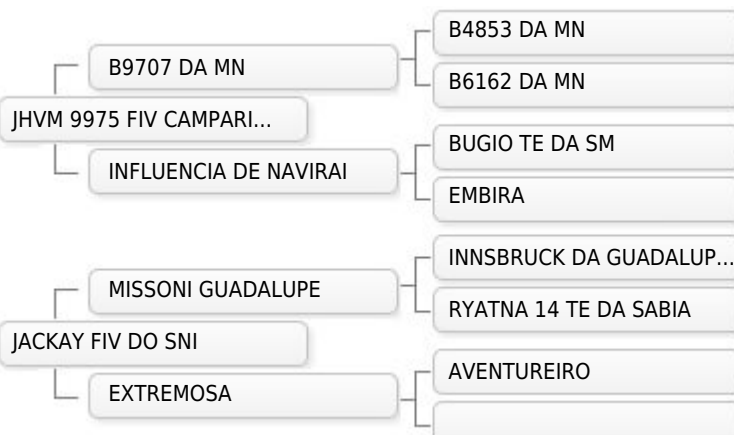 B4853 DA MN
B9707 DA MN
B6162 DA MN
JHVM 9975 FIV CAMPARI...
BUGIO TE DA SM
INFLUENCIA DE NAVIRAI
EMBIRA
INNSBRUCK DA GUADALUP...
MISSONI GUADALUPE
RYATNA 14 TE DA SABIA
JACKAY FIV DO SNI
AVENTUREIRO
EXTREMOSA